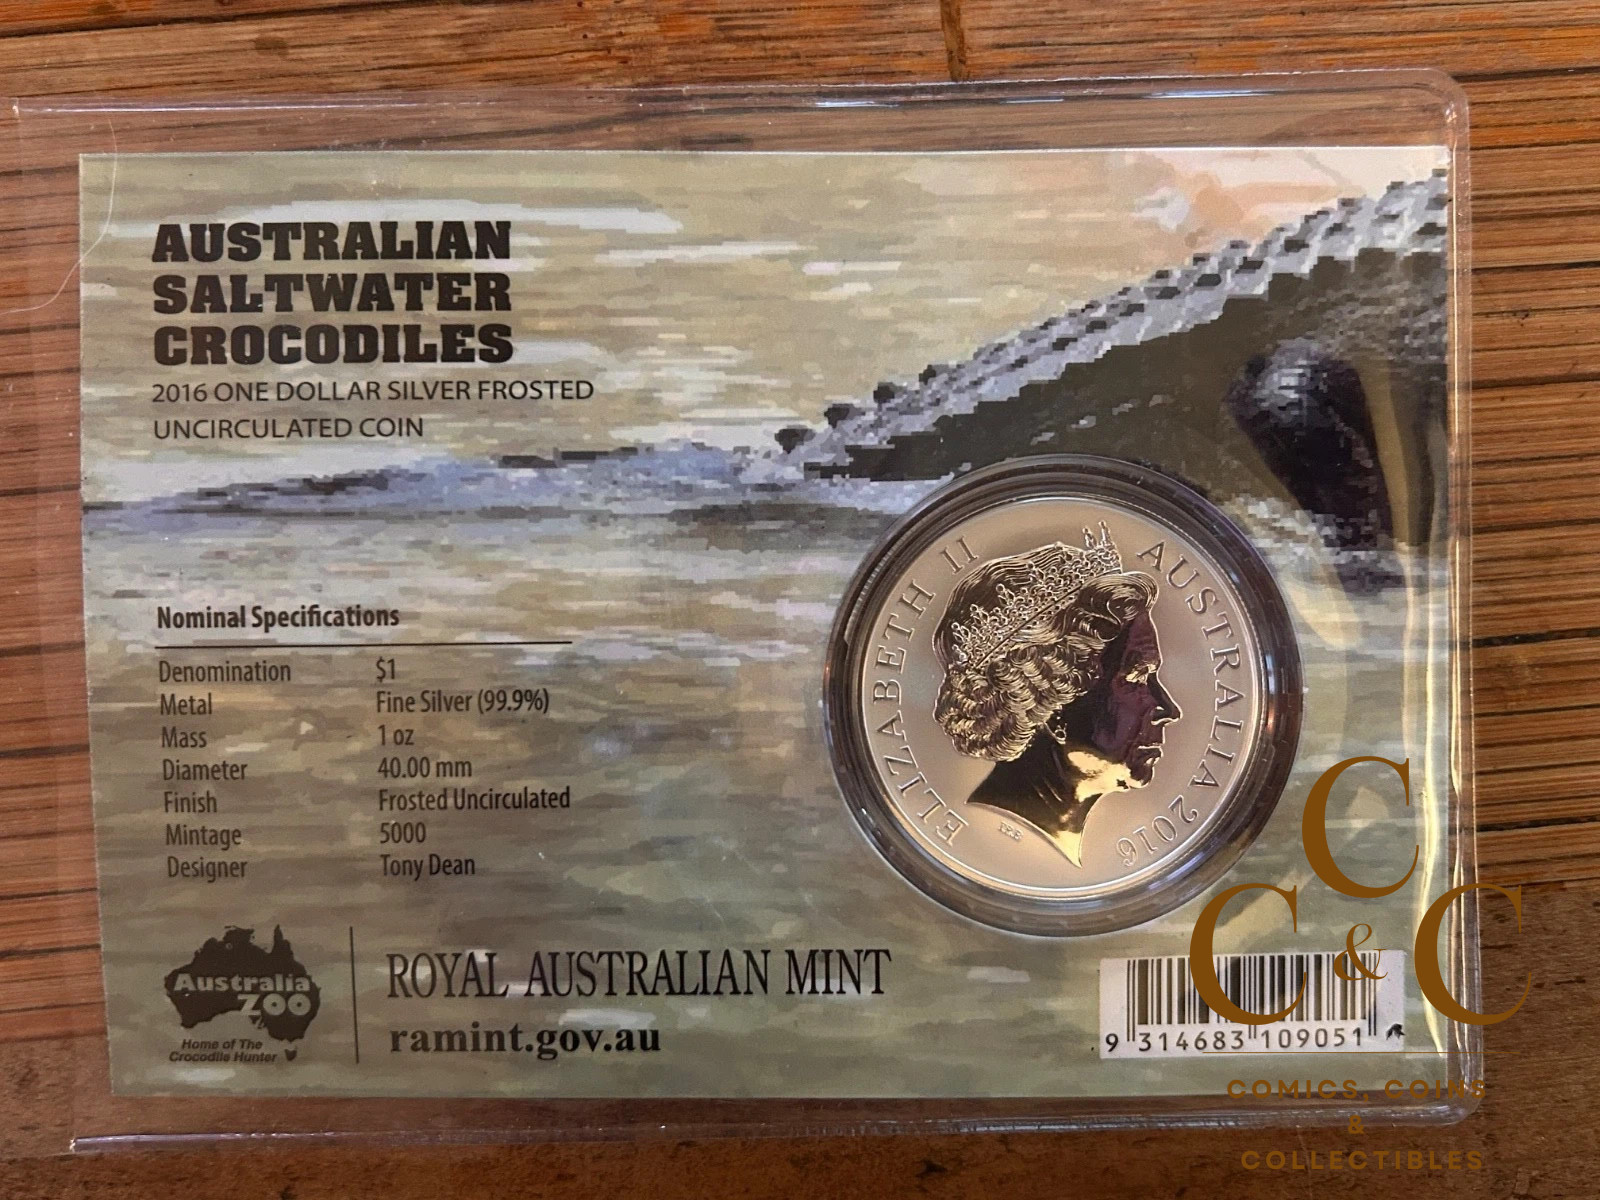 AUSTRALIAN
SALTWATER
CROCODILES
2016 ONE DOLLAR SILVER FROSTED
UNCIRCULATED COIN
Nominal Specifications
Denomination $1
Metal Fine Silver (99.9%)
Mass 1 oz
Diameter 40.00 mm
Finish Frosted Uncirculated
Mintage 5000
Designer Tony Dean
ELIZABETH II AUSTRALIA 2016
IRB
Australia
ZOO
Home of The
Crocodile Hunter
ROYAL AUSTRALIAN MINT
ramint.gov.au
9 314683 109051
C
C & C
COMICS, COINS
&
COLLECTIBLES